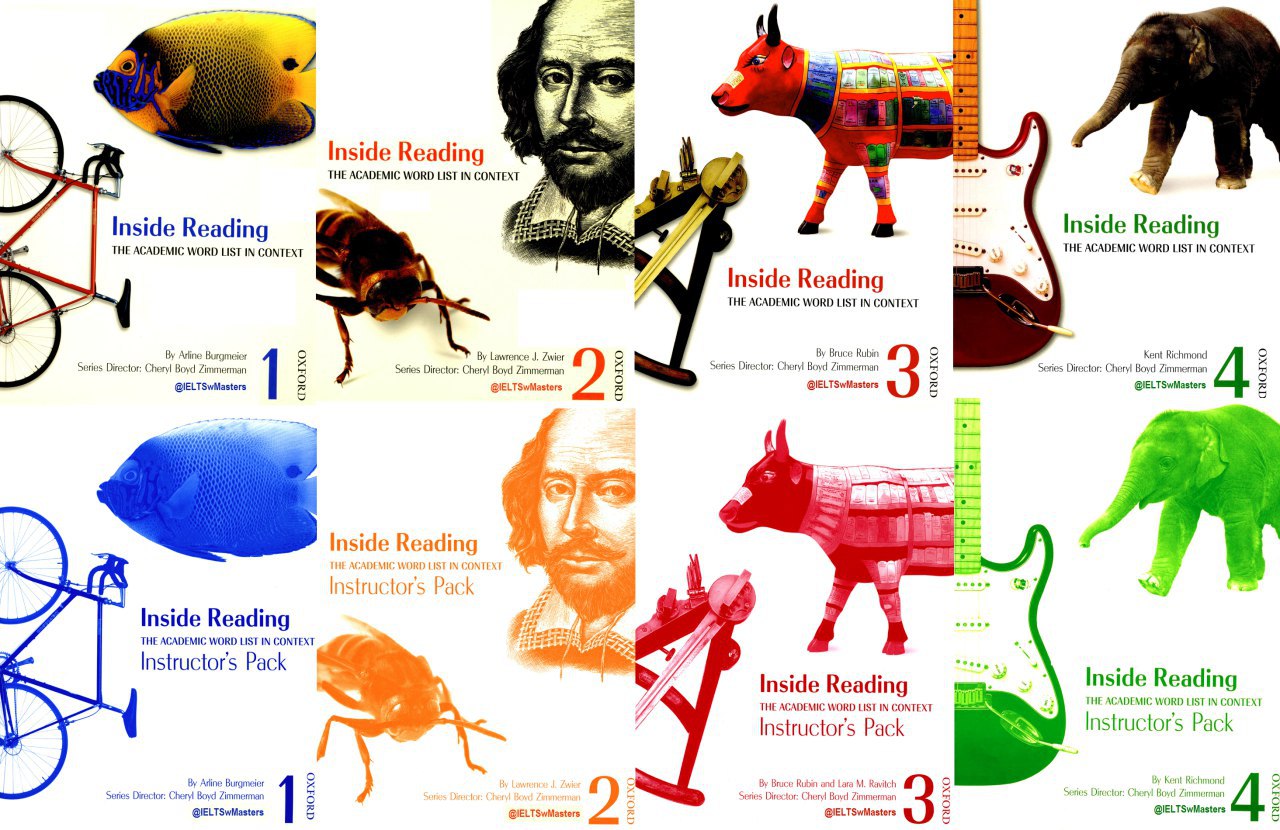 Inside Reading
THE ACADEMIC WORD LIST IN CONTEXT
By Arline Burgmeier
Series Director: Cheryl Boyd Zimmerman
@IELTSwMasters
1
OXFORD
Inside Reading
THE ACADEMIC WORD LIST IN CONTEXT
By Lawrence J. Zwier
Series Director: Cheryl Boyd Zimmerman
@IELTSwMasters
2
OXFORD
Inside Reading
THE ACADEMIC WORD LIST IN CONTEXT
By Bruce Rubin
Series Director: Cheryl Boyd Zimmerman
@IELTSwMasters
3
OXFORD
Inside Reading
THE ACADEMIC WORD LIST IN CONTEXT
Kent Richmond
Series Director: Cheryl Boyd Zimmerman
@IELTSwMasters
4
OXFORD
Inside Reading
THE ACADEMIC WORD LIST IN CONTEXT
Instructor's Pack
By Arline Burgmeier
Series Director: Cheryl Boyd Zimmerman
@IELTSwMasters
1
OXFORD
Inside Reading
THE ACADEMIC WORD LIST IN CONTEXT
Instructor's Pack
By Lawrence J. Zwier
Series Director: Cheryl Boyd Zimmerman
@IELTSwMasters
2
OXFORD
Inside Reading
THE ACADEMIC WORD LIST IN CONTEXT
Instructor's Pack
By Bruce Rubin and Lara M. Ravitch
Series Director: Cheryl Boyd Zimmerman
@IELTSwMasters
3
OXFORD
Inside Reading
THE ACADEMIC WORD LIST IN CONTEXT
Instructor's Pack
By Kent Richmond
Series Director: Cheryl Boyd Zimmerman
@IELTSwMasters
4
OXFORD